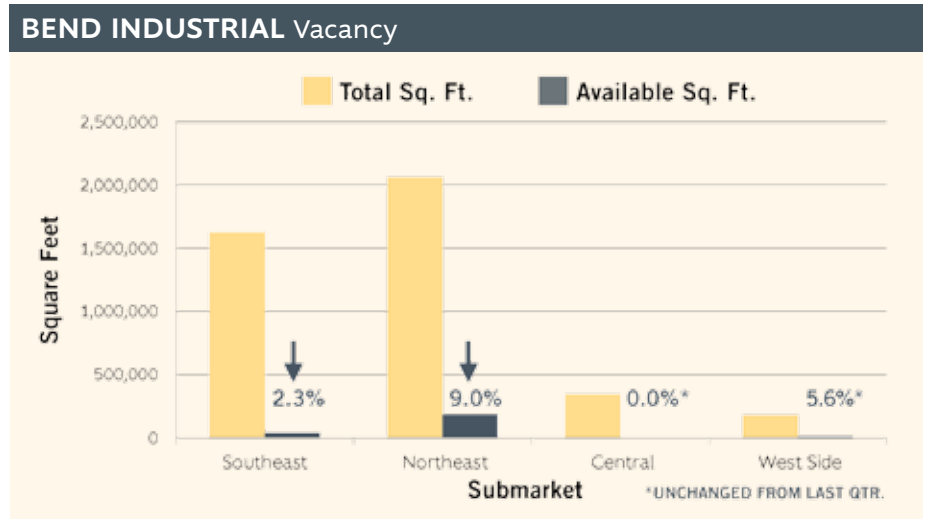 BEND INDUSTRIAL Vacancy
Total Sq. Ft. Available Sq. Ft.
2,500,000
2,000,000
1,500,000
1,000,000
500,000
0
Square Feet
2.3% 9.0% 0.0%* 5.6%*
Southeast Northeast Central West Side
Submarket
*UNCHANGED FROM LAST QTR.